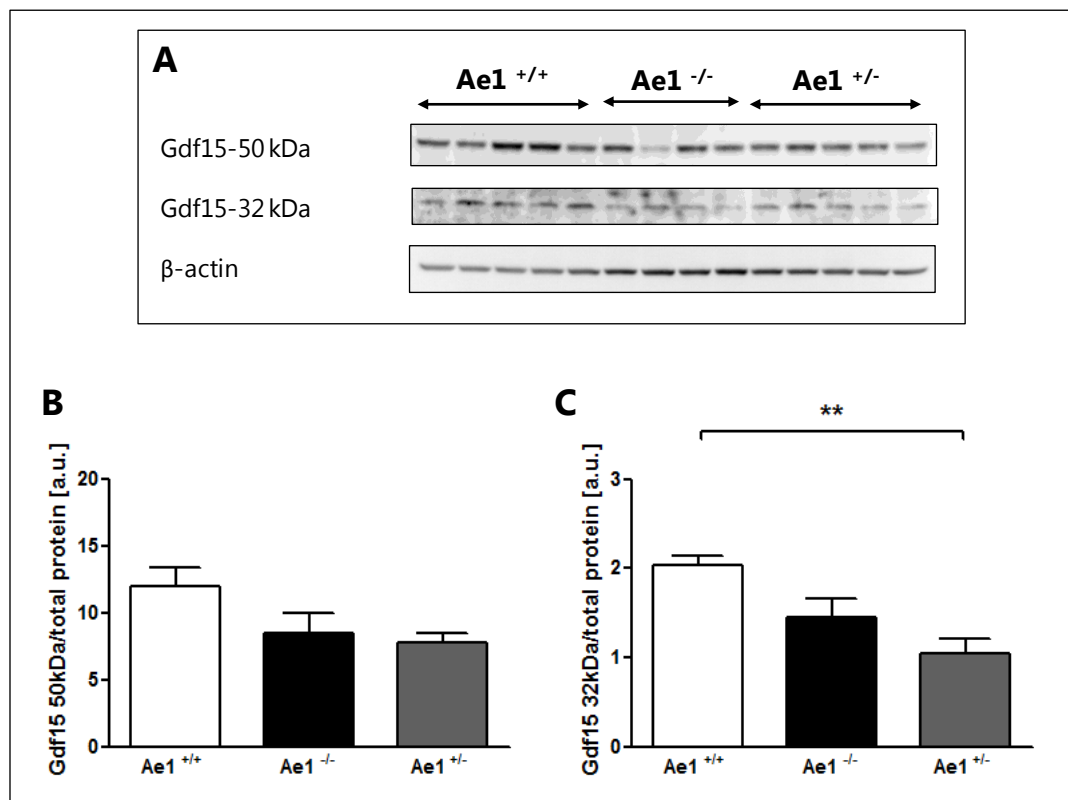 A
Ae1 +/+ Ae1 -/- Ae1 +/-
Gdf15-50 kDa
Gdf15-32 kDa
β-actin
B
Gdf15 50kDa/total protein [a.u.]
20
15
10
5
0
Ae1 +/+ Ae1 -/- Ae1 +/-
C
**
Gdf15 32kDa/total protein [a.u.]
3
2
1
0
Ae1 +/+ Ae1 -/- Ae1 +/-